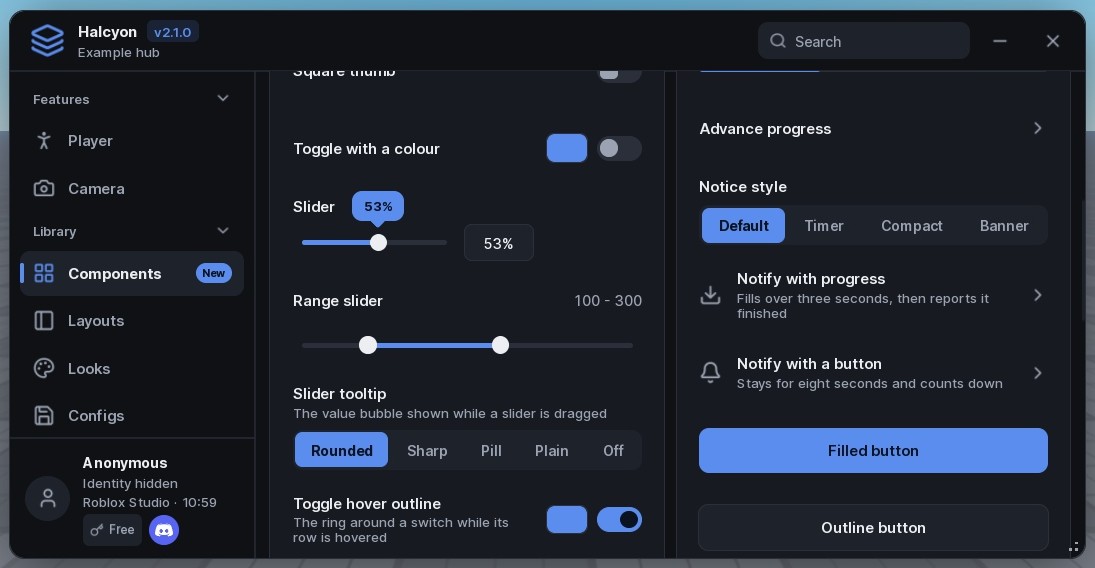 Halcyon v2.1.0
Example hub
Search
Features
Player
Camera
Library
Components New
Layouts
Looks
Configs
Anonymous
Identity hidden
Roblox Studio · 10:59
Free
Square thumb
Toggle with a colour
Slider 53%
53%
Range slider 100 - 300
Slider tooltip
The value bubble shown while a slider is dragged
Rounded Sharp Pill Plain Off
Toggle hover outline
The ring around a switch while its
row is hovered
Advance progress
Notice style
Default Timer Compact Banner
Notify with progress
Fills over three seconds, then reports it
finished
Notify with a button
Stays for eight seconds and counts down
Filled button
Outline button